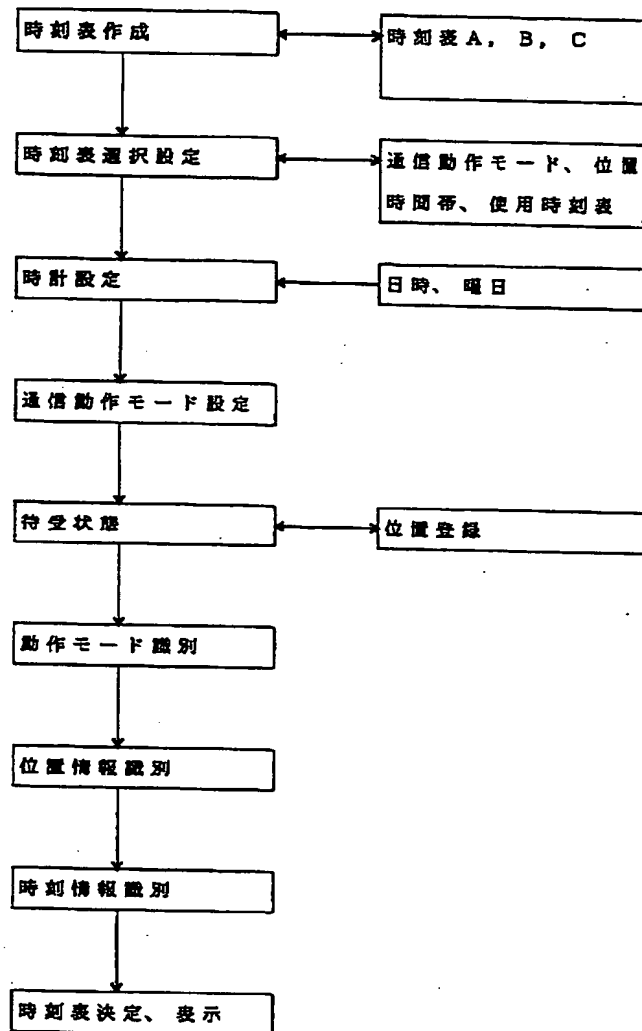 時刻表作成
時刻表A, B, C
時刻表選択設定
通信動作モード、位置
時間帯、使用時刻表
時計設定
日時、曜日
通信動作モード設定
待受状態
位置登録
動作モード識別
位置情報識別
時刻情報識別
時刻表決定、表示